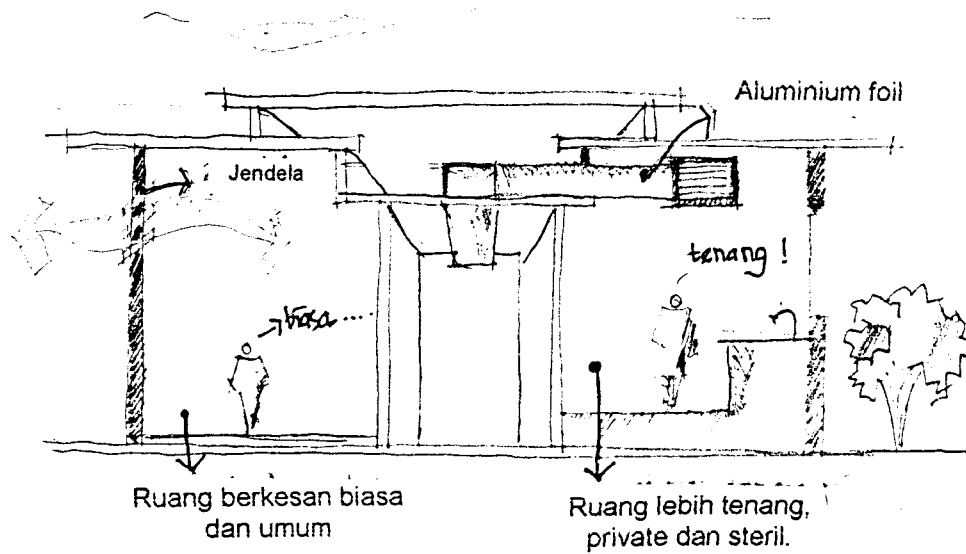 Aluminium foil
Jendela
tenang !
biasa ....
Ruang berkesan biasa
dan umum
Ruang lebih tenang,
private dan steril.